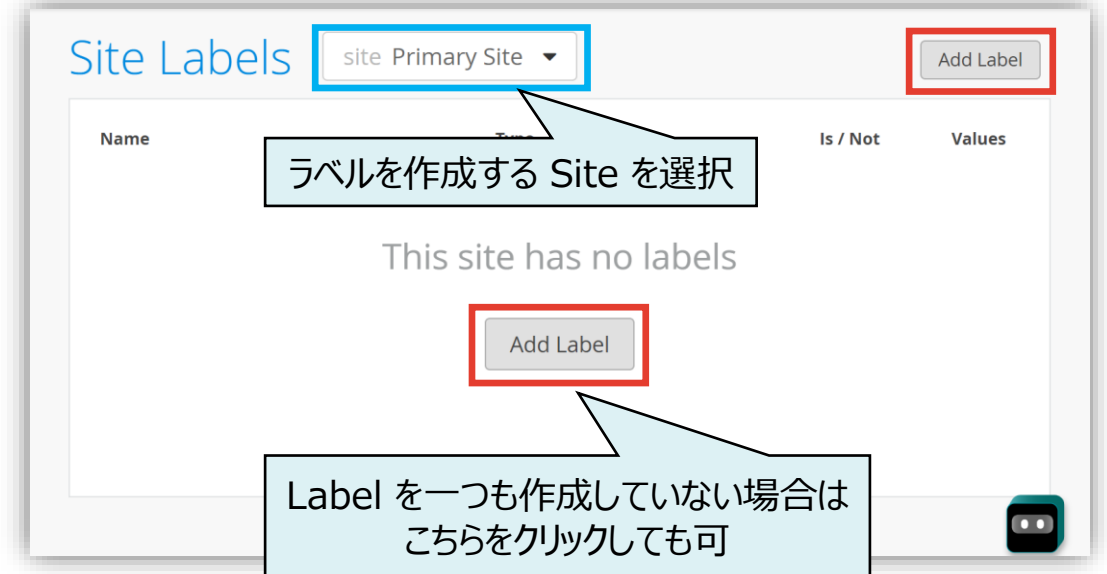 Site Labels
site Primary Site
Add Label
Name
Is / Not
Values
ラベルを作成する Site を選択
This site has no labels
Add Label
Label を一つも作成していない場合は
こちらをクリックしても可